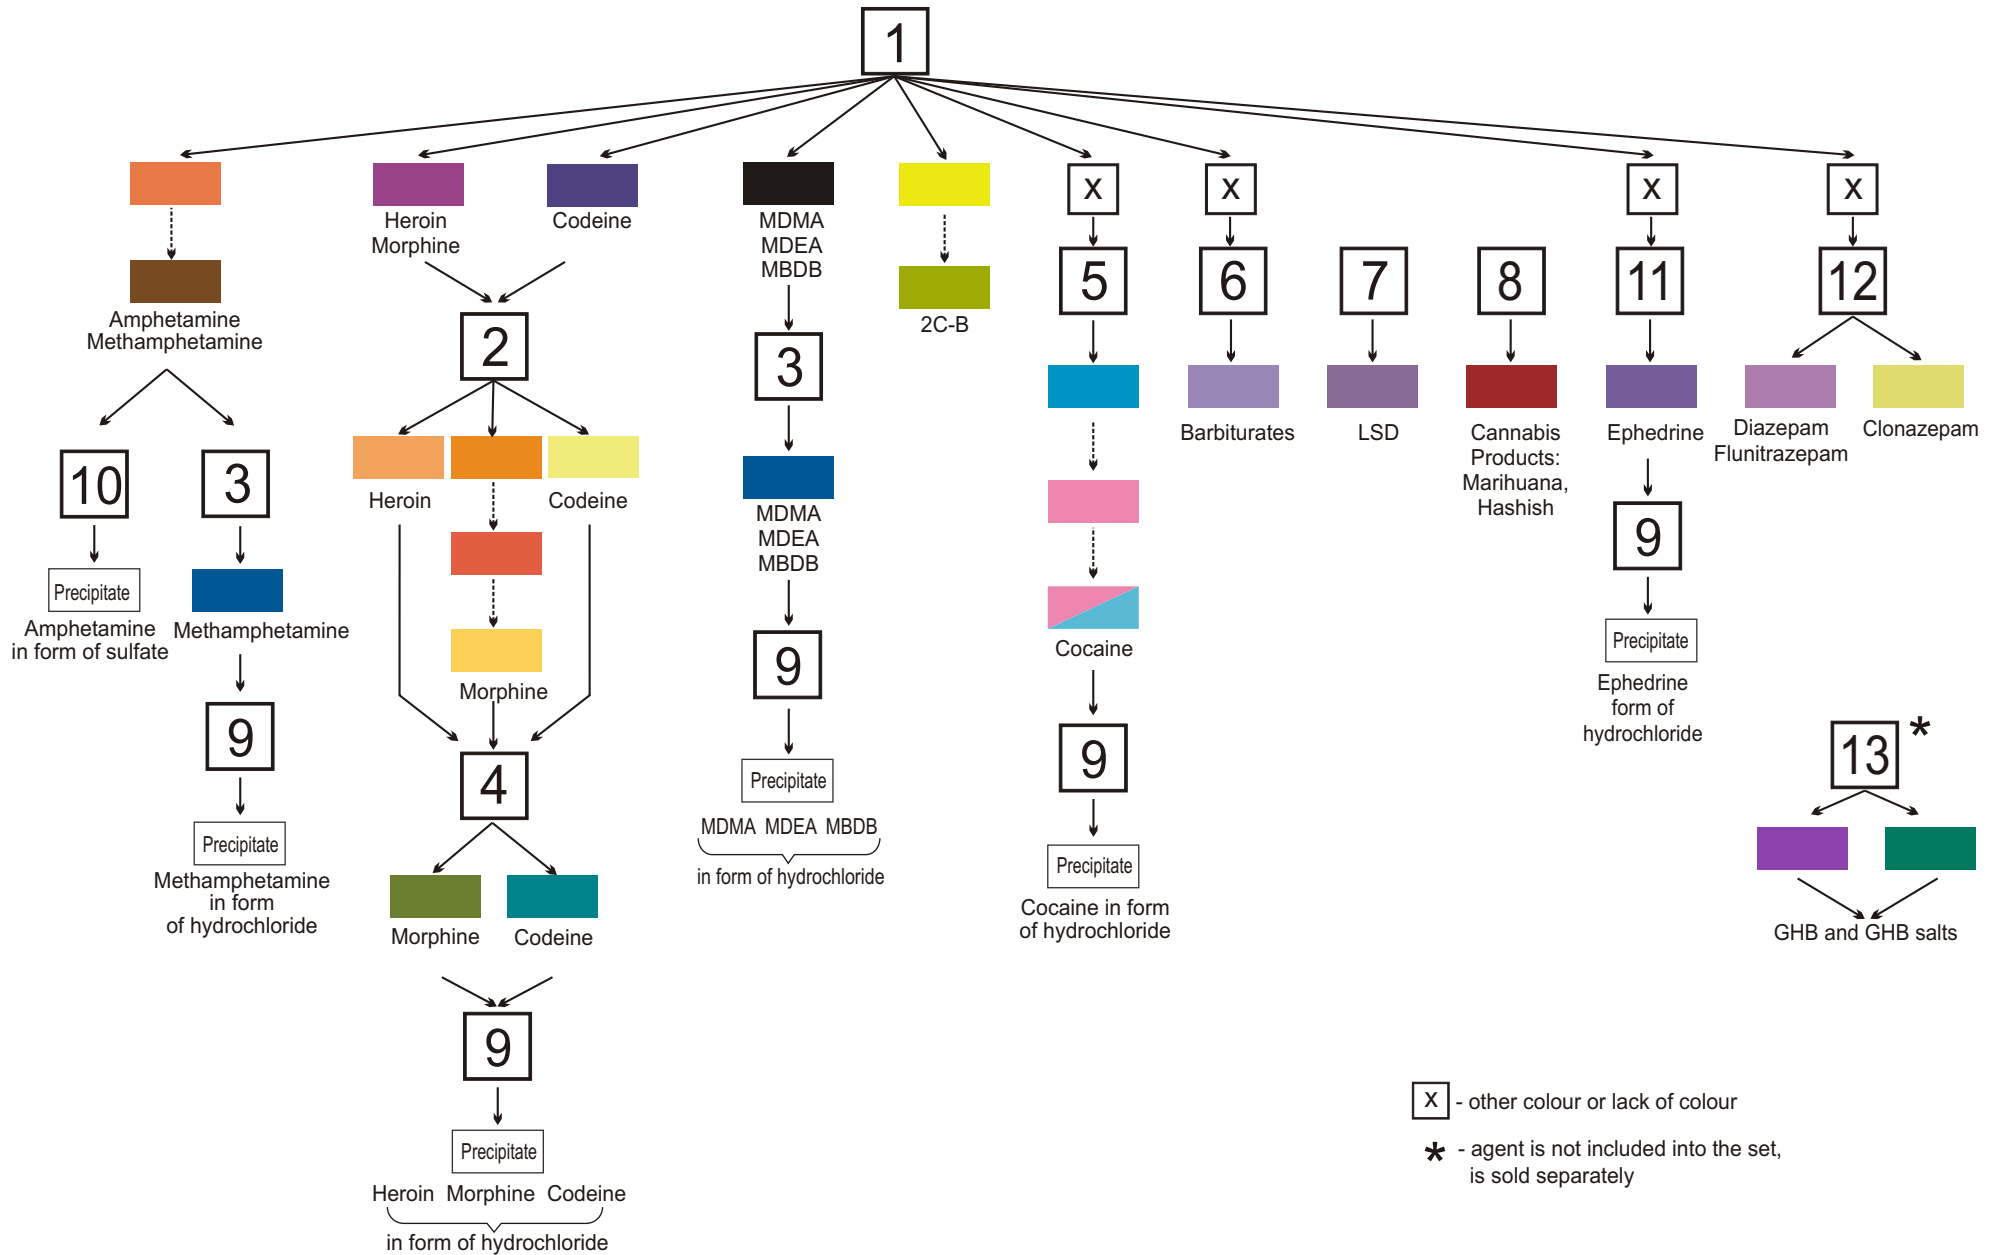 1
x
x
x
x
Heroin
Morphine
Codeine
MDMA
MDEA
MBDB
5
6
7
8
11
12
Amphetamine
Methamphetamine
2
2C-B
3
Barbiturates
LSD
Cannabis
Products:
Marihuana,
Hashish
Ephedrine
Diazepam
Flunitrazepam
Clonazepam
10
3
Heroin
Codeine
MDMA
MDEA
MBDB
9
Precipitate
Amphetamine
in form of sulfate
Methamphetamine
Morphine
9
Cocaine
Precipitate
Ephedrine
form of
hydrochloride
9
4
Precipitate
MDMA MDEA MBDB
in form of hydrochloride
9
13 *
Precipitate
Methamphetamine
in form
of hydrochloride
Morphine
Codeine
Precipitate
Cocaine in form
of hydrochloride
GHB and GHB salts
9
Precipitate
Heroin Morphine Codeine
in form of hydrochloride
x - other colour or lack of colour
* - agent is not included into the set,
is sold separately